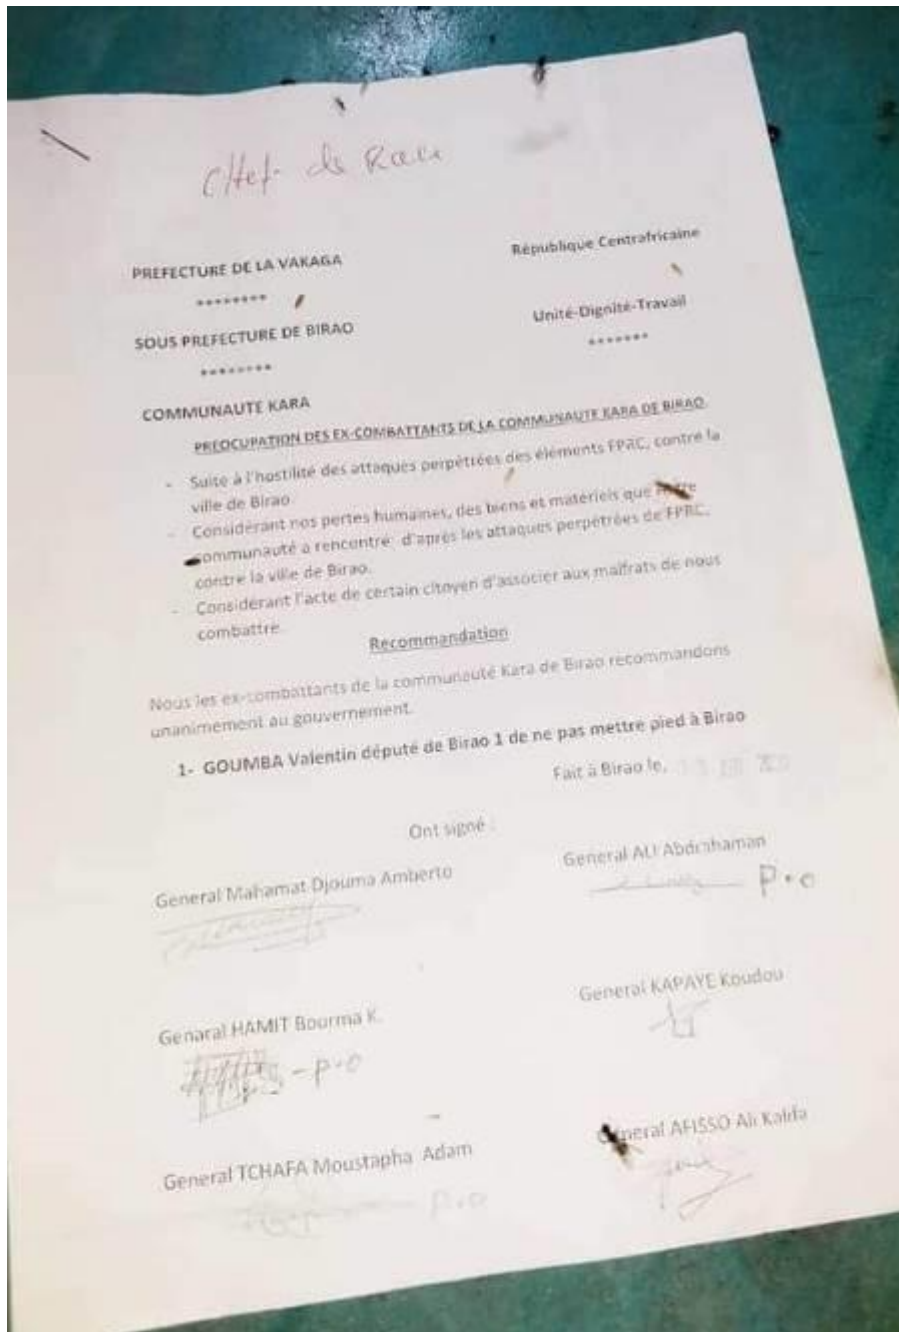 Chef de
PREFECTURE DE LA VAKAGA
République Centrafricaine
********
Unité-Dignité-Travail
SOUS PREFECTURE DE BIRAO
*******
********
COMMUNAUTE KARA
PREOCUPATION DES EX-COMBATTANTS DE LA COMMUNAUTE KARA DE BIRAO
- Suite à l'hostilité des attaques perpétrées des éléments FPRC, contre la
ville de Birao.
- Considérant nos pertes humaines, des biens et matériels que
communauté a rencontré d'après les attaques perpétrées de FPRC,
contre la ville de Birao.
- Considérant l'acte de certain citoyen d'associer aux malfrats de nous
combattre.
Recommandation
Nous les ex-combattants de la communauté Kara de Birao recommandons
unanimement au gouvernement.
1- GOUMBA Valentin député de Birao 1 de ne pas mettre pied à Birao
Fait à Birao le,
Ont signé :
General Mahamat Djouma Amberto
General ALI Abdrahaman
P.O
Genaral HAMIT Bourma K.
General KAPAYE Koudou
- P.O
General TCHAFA Moustapha Adam
General AFISSO Ali Kalda
P.O